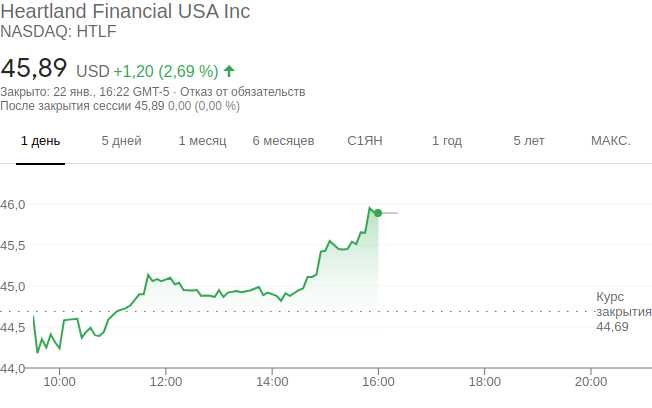 Heartland Financial USA Inc
NASDAQ: HTLF
45,89 USD +1,20 (2,69 %)
Закрыто: 22 янв., 16:22 GMT-5 · Отказ от обязательств
После закрытия сессии 45,89 0,00 (0,00 %)
1 день 5 дней 1 месяц 6 месяцев С1ЯН 1 год 5 лет МАКС.
46,0
45,5
45,0
Курс
закрытия
44,69
44,5
44,0
10:00 12:00 14:00 16:00 18:00 20:00